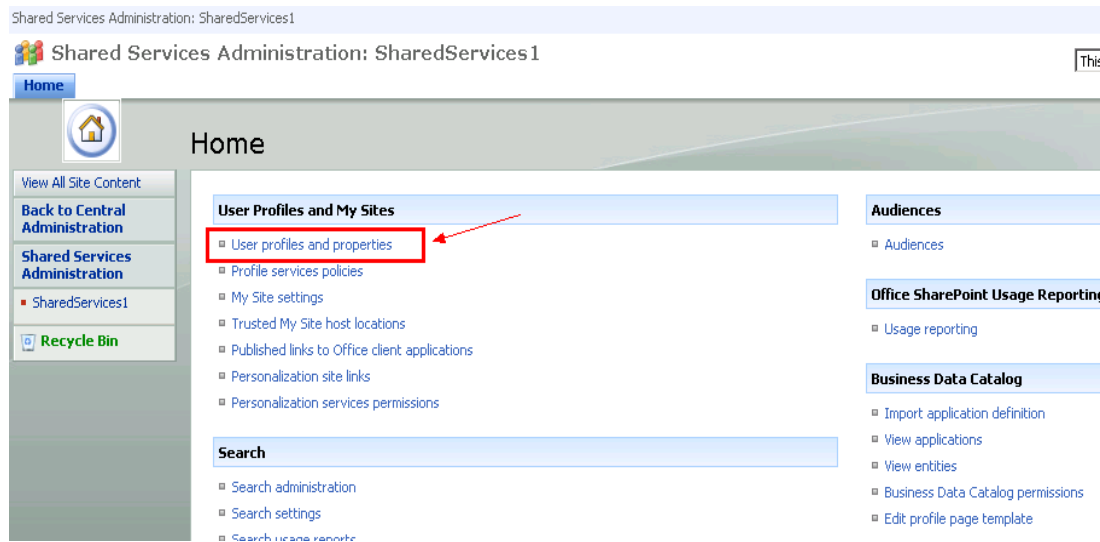 Shared Services Administration: SharedServices1
Shared Services Administration: SharedServices1
This
Home
Home
View All Site Content
Back to Central
Administration
Shared Services
Administration
SharedServices1
Recycle Bin
User Profiles and My Sites
User profiles and properties
Profile services policies
My Site settings
Trusted My Site host locations
Published links to Office client applications
Personalization site links
Personalization services permissions
Search
Search administration
Search settings
Search usage reports
Audiences
Audiences
Office SharePoint Usage Reporting
Usage reporting
Business Data Catalog
Import application definition
View applications
View entities
Business Data Catalog permissions
Edit profile page template